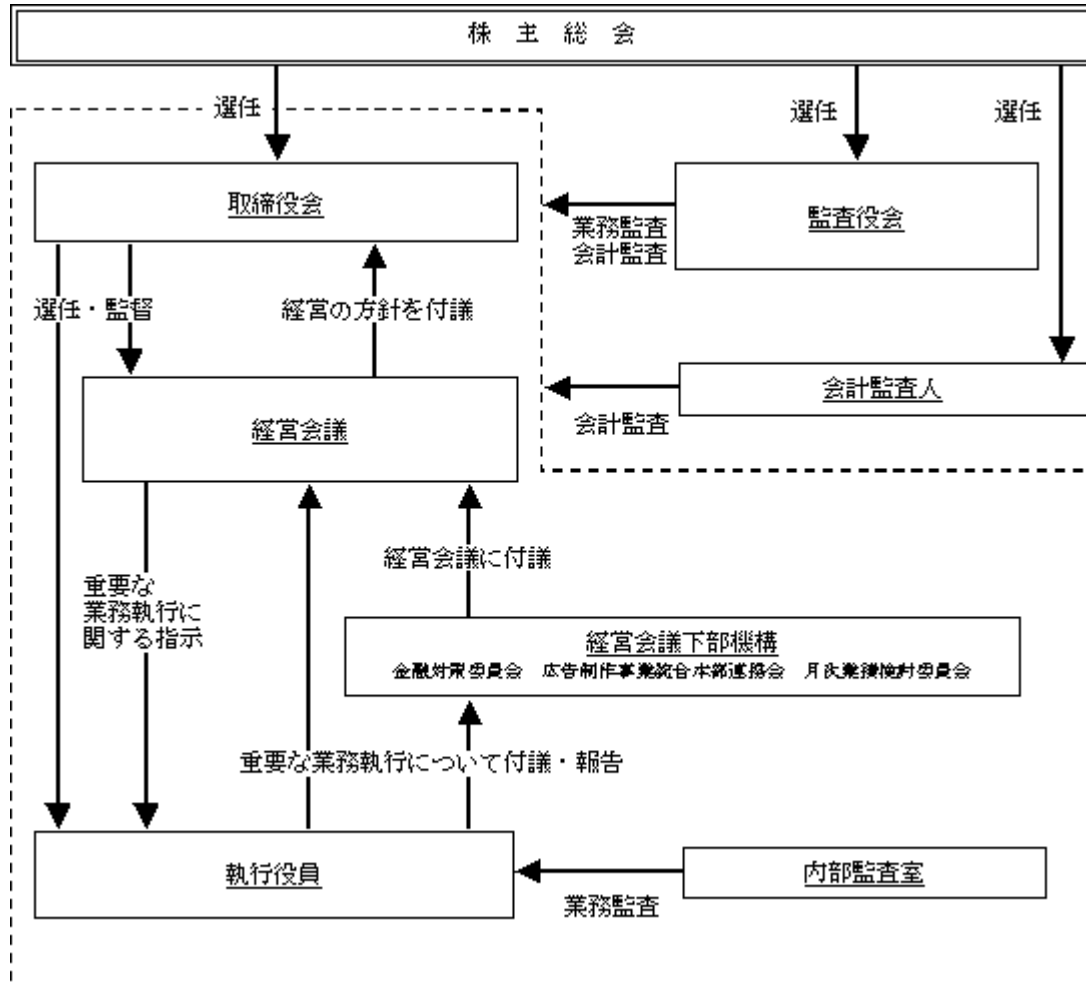 株主総会
選任
選任
選任
取締役会
監査役会
業務監査
会計監査
選任・監督
経営の方針を付議
会計監査人
会計監査
経営会議
経営会議に付議
重要な
業務執行に
関する指示
経営会議下部機構
金融対策委員会 広告制作事業統合本部連携会 月次業績検討委員会
重要な業務執行について付議・報告
執行役員
内部監査室
業務監査